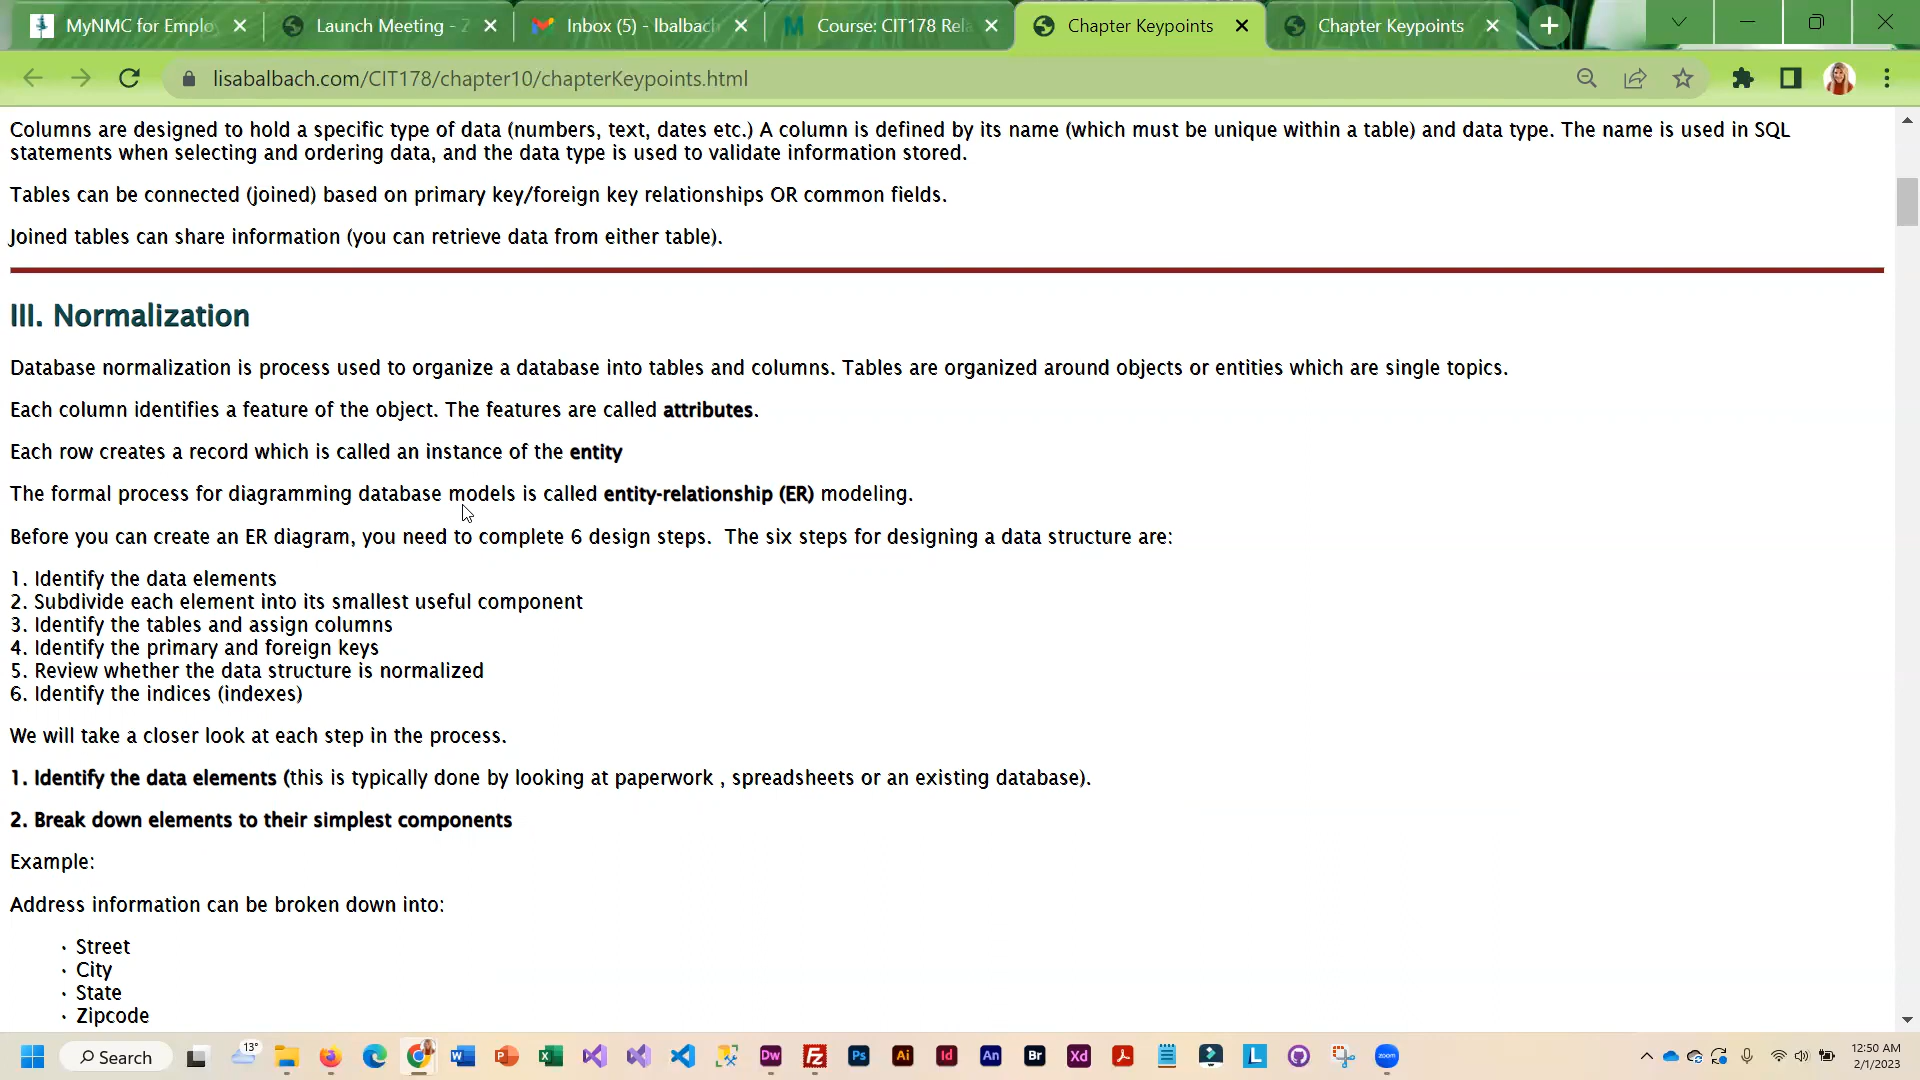 MyNMC for Emplo
Launch Meeting - Z
Inbox (5) - lbalbach
Course: CIT178 Rela
Chapter Keypoints
Chapter Keypoints
lisabalbach.com/CIT178/chapter10/chapterKeypoints.html
Columns are designed to hold a specific type of data (numbers, text, dates etc.) A column is defined by its name (which must be unique within a table) and data type. The name is used in SQL
statements when selecting and ordering data, and the data type is used to validate information stored.
Tables can be connected (joined) based on primary key/foreign key relationships OR common fields.
Joined tables can share information (you can retrieve data from either table).
III. Normalization
Database normalization is process used to organize a database into tables and columns. Tables are organized around objects or entities which are single topics.
Each column identifies a feature of the object. The features are called attributes.
Each row creates a record which is called an instance of the entity
The formal process for diagramming database models is called entity-relationship (ER) modeling.
Before you can create an ER diagram, you need to complete 6 design steps.  The six steps for designing a data structure are:
1. Identify the data elements
2. Subdivide each element into its smallest useful component
3. Identify the tables and assign columns
4. Identify the primary and foreign keys
5. Review whether the data structure is normalized
6. Identify the indices (indexes)
We will take a closer look at each step in the process.
1. Identify the data elements (this is typically done by looking at paperwork , spreadsheets or an existing database).
2. Break down elements to their simplest components
Example:
Address information can be broken down into:
• Street
• City
• State
• Zipcode
Search
13°
Dw
Fz
Ps
Ai
Id
An
Br
Xd
L
zoom
12:50 AM
2/1/2023